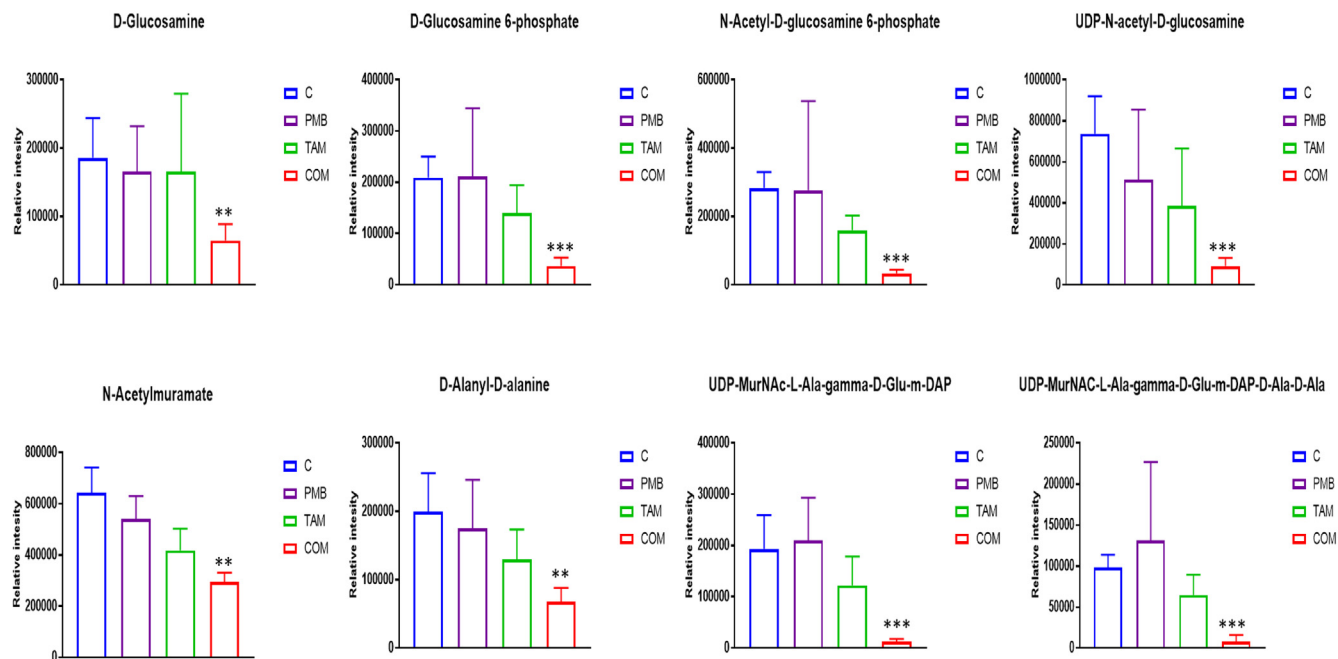 D-Glucosamine
300000
200000
100000
0
Relative intesity
**
C
PMB
TAM
COM
D-Glucosamine 6-phosphate
400000
300000
200000
100000
0
Relative intesity
***
C
PMB
TAM
COM
N-Acetyl-D-glucosamine 6-phosphate
600000
400000
200000
0
Relative intesity
***
C
PMB
TAM
COM
UDP-N-acetyl-D-glucosamine
1000000
800000
600000
400000
200000
0
Relative intesity
***
C
PMB
TAM
COM
N-Acetylmuramate
800000
600000
400000
200000
0
Relative intesity
**
C
PMB
TAM
COM
D-Alanyl-D-alanine
300000
200000
100000
0
Relative intesity
**
C
PMB
TAM
COM
UDP-MurNAc-L-Ala-gamma-D-Glu-m-DAP
400000
300000
200000
100000
0
Relative intesity
***
C
PMB
TAM
COM
UDP-MurNAC-L-Ala-gamma-D-Glu-m-DAP-D-Ala-D-Ala
250000
200000
150000
100000
50000
0
Relative intesity
***
C
PMB
TAM
COM